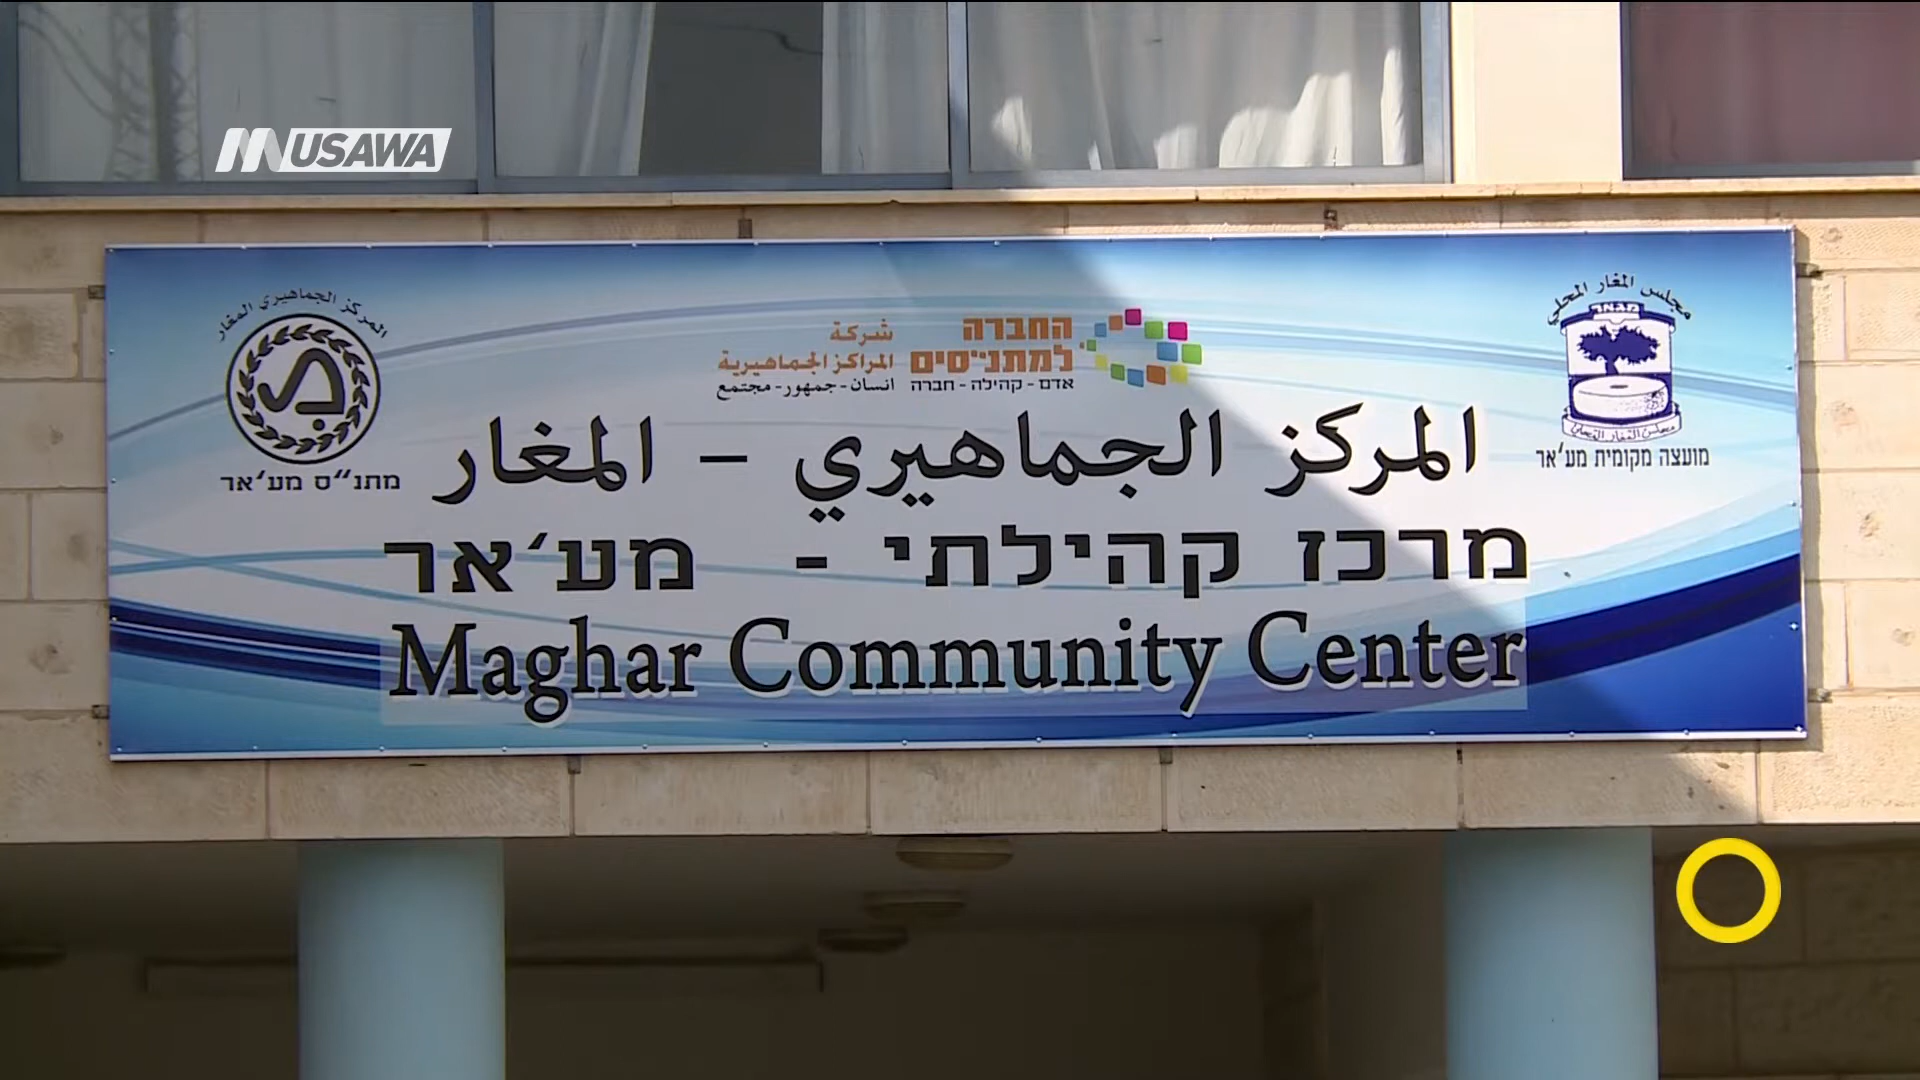 MUSAWA
المركز الجماهيري المغار
מתנ"ס מע'אר
شركة
المراكز الجماهيرية
انسان - جمهور - مجتمع
החברה
למתנ"סים
אדם - קהילה - חברה
مجلس المغار المحلي
מועצה מקומית מע'אר
المركز الجماهيري - المغار
מרכז קהילתי - מע'אר
Maghar Community Center